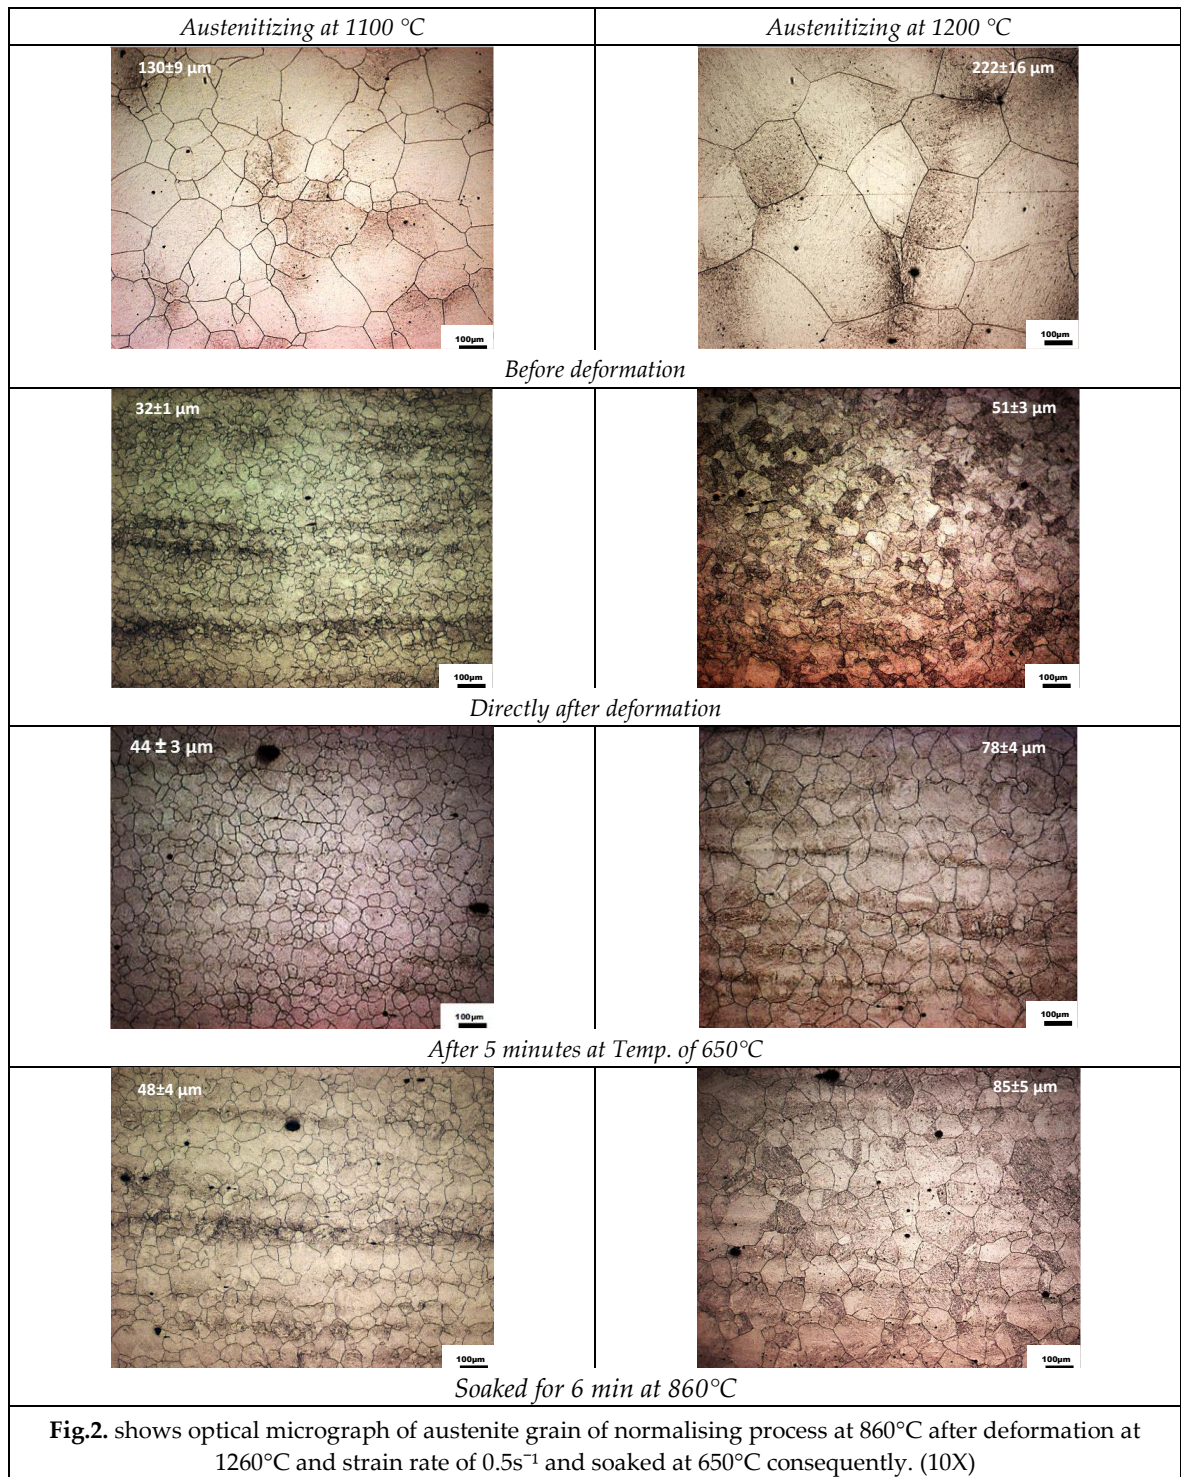 Austenitizing at 1100 °C
Austenitizing at 1200 °C
130±9 µm
100µm
222±16 µm
100µm
Before deformation
32±1 µm
100µm
51±3 µm
100µm
Directly after deformation
44 ± 3 µm
100µm
78±4 µm
100µm
After 5 minutes at Temp. of 650°C
48±4 µm
100µm
85±5 µm
100µm
Soaked for 6 min at 860°C
Fig.2. shows optical micrograph of austenite grain of normalising process at 860°C after deformation at
1260°C and strain rate of 0.5s⁻¹ and soaked at 650°C consequently. (10X)